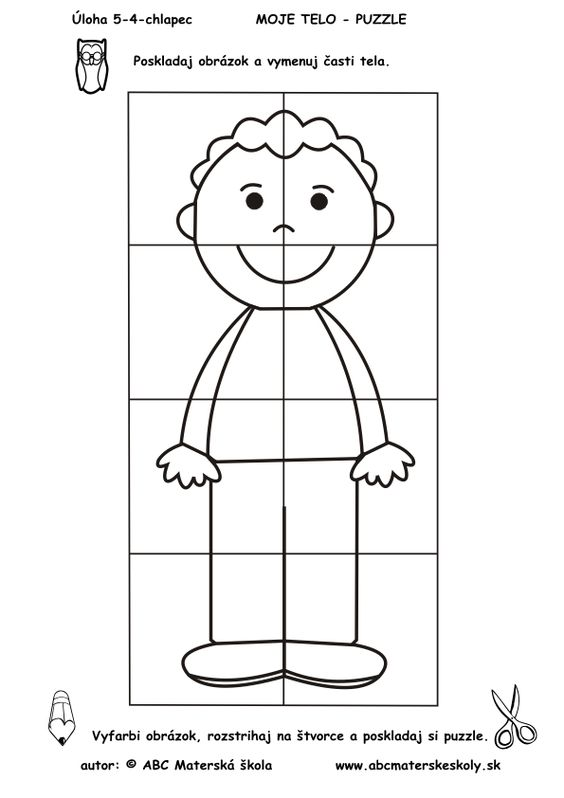 Úloha 5-4-chlapec MOJE TELO - PUZZLE
Poskladaj obrázok a vymenuj časti tela.
Vyfarbi obrázok, rozstrihaj na štvorce a poskladaj si puzzle.
autor: © ABC Materská škola www.abcmaterskeskoly.sk